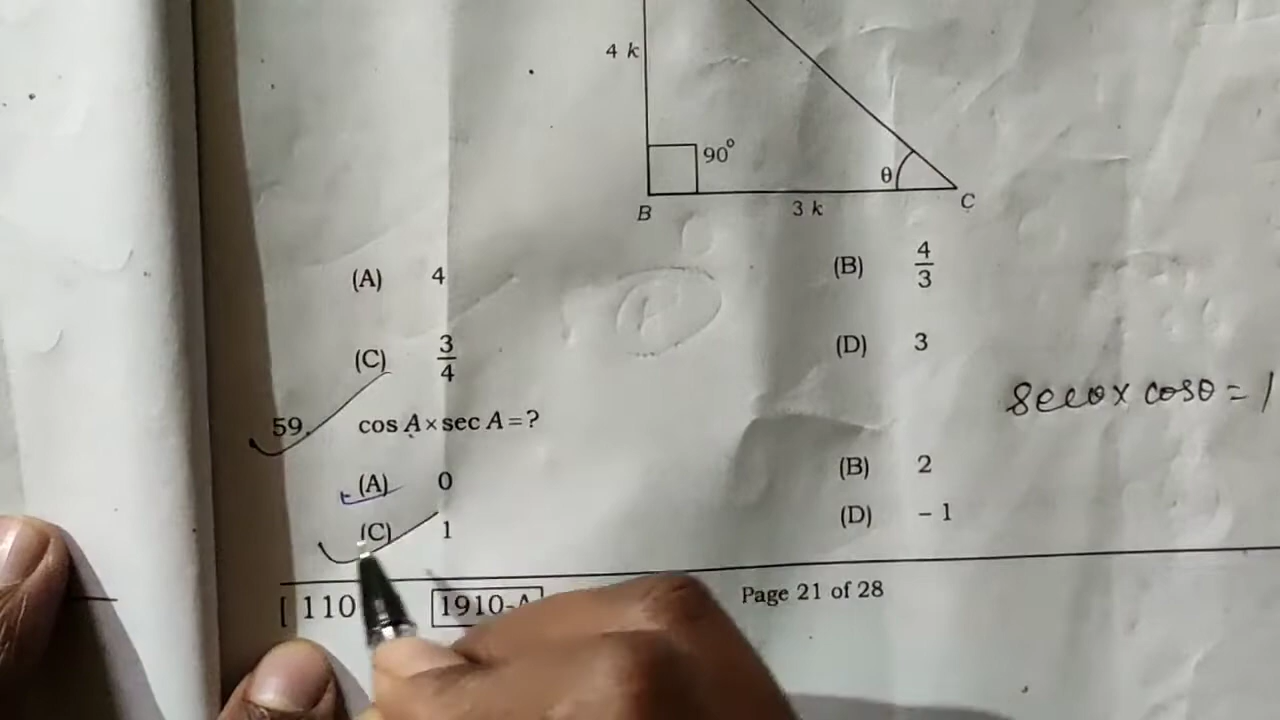 4 k
90°
θ
B
3 k
C
(A) 4
(B) 4/3
(C) 3/4
(D) 3
secθ x cosθ = 1
59. cos A × sec A = ?
(A) 0
(B) 2
(C) 1
(D) – 1
[ 110
1910-A
Page 21 of 28